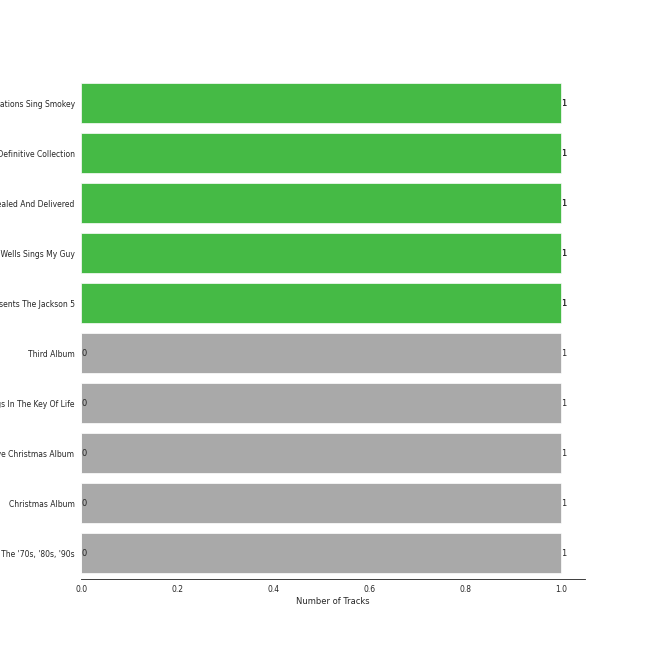 ations Sing Smokey 1
Definitive Collection 1
ealed And Delivered 1
Wells Sings My Guy 1
sents The Jackson 5 1
Third Album 0 1
s In The Key Of Life 0 1
e Christmas Album 0 1
Christmas Album 0 1
The '70s, '80s, '90s 0 1
0.0 0.2 0.4 0.6 0.8 1.0
Number of Tracks